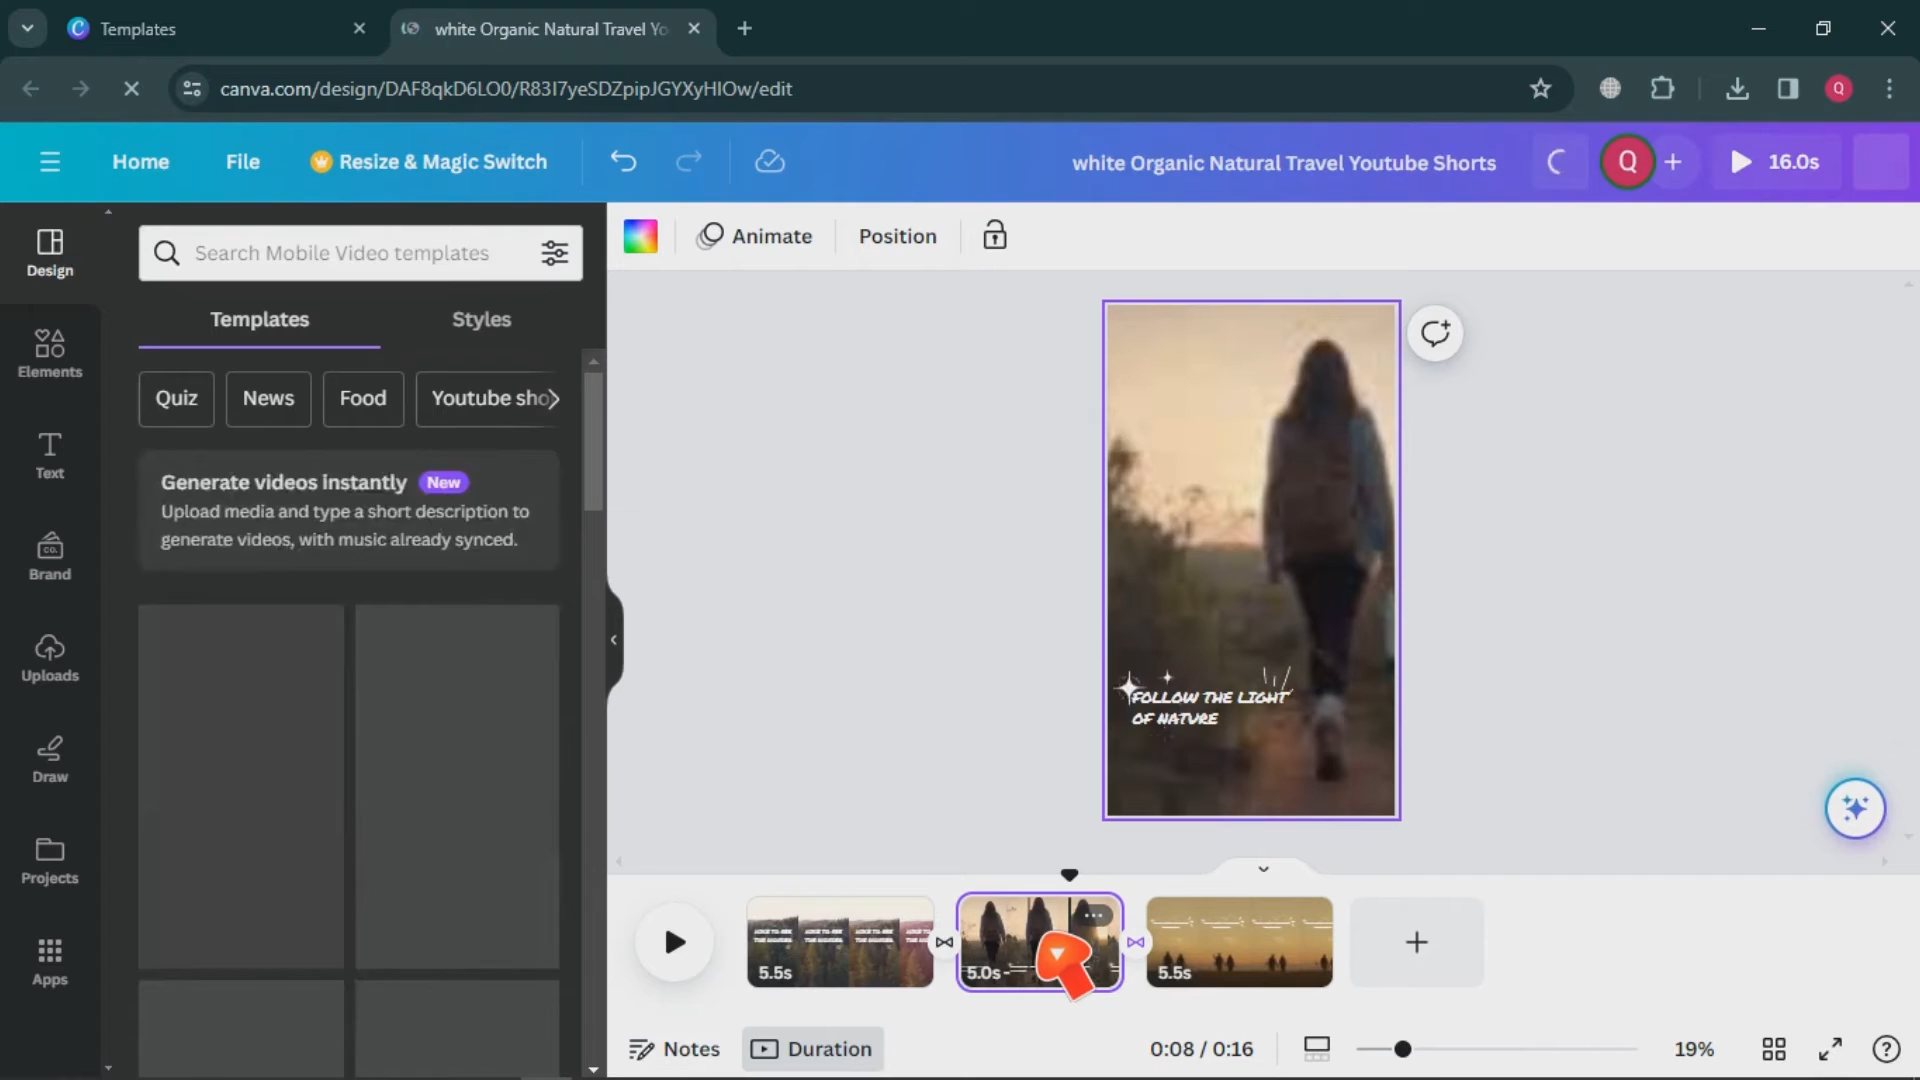 Templates
white Organic Natural Travel Yo
canva.com/design/DAF8qkD6LO0/R83I7yeSDZpipJGYXyHIOw/edit
Q
Home
File
Resize & Magic Switch
white Organic Natural Travel Youtube Shorts
Q
16.0s
Design
Elements
Text
Brand
CO.
Uploads
Draw
Projects
Apps
Search Mobile Video templates
Templates
Styles
Quiz
News
Food
Youtube sho
Generate videos instantly New
Upload media and type a short description to
generate videos, with music already synced.
Animate
Position
FOLLOW THE LIGHT
OF NATURE
5.5s
5.0s
5.5s
Notes
Duration
0:08 / 0:16
19%